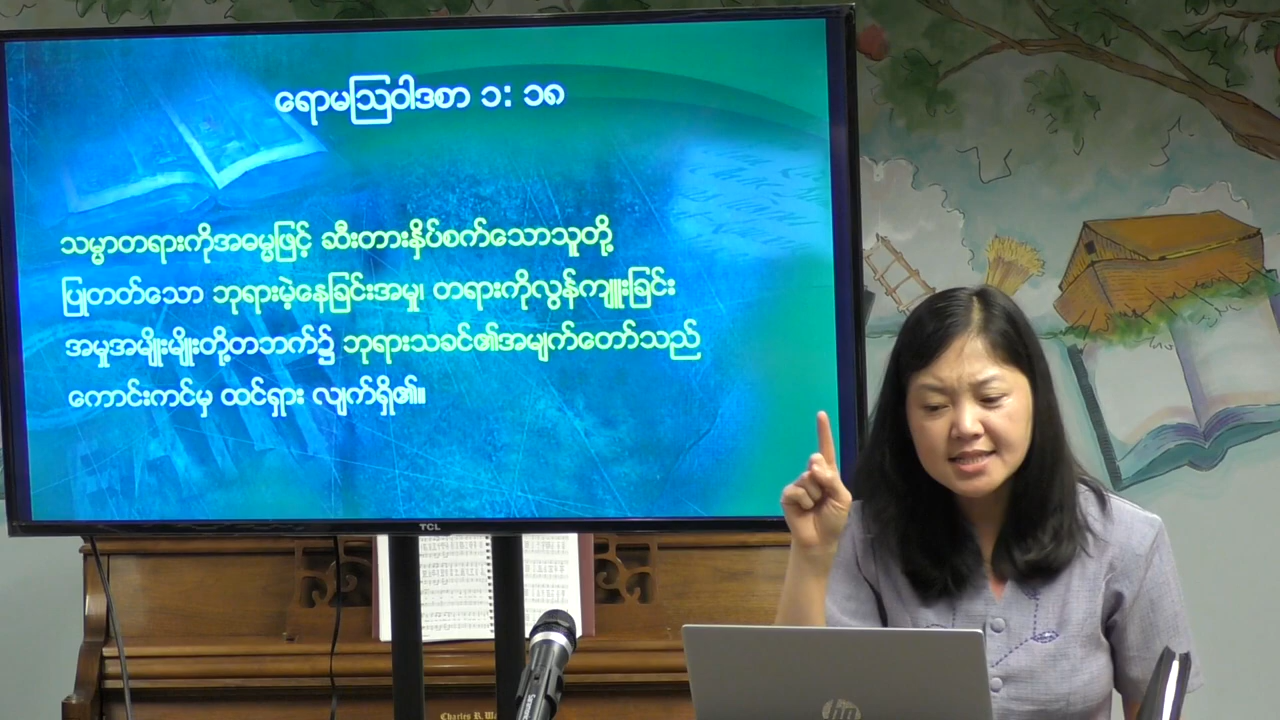 ရောမဩဝါဒစာ ၁: ၁၈
သမ္မာတရားကိုအဓမ္မဖြင့် ဆီးတားနှိပ်စက်သောသူတို့
ပြုတတ်သော ဘုရားမဲ့နေခြင်းအမှု၊ တရားကိုလွန်ကျူးခြင်း
အမှုအမျိုးမျိုးတို့တဘက်၌ ဘုရားသခင်၏အမျက်တော်သည်
ကောင်းကင်မှ ထင်ရှား လျက်ရှိ၏။
TCL
Charles R.
hp